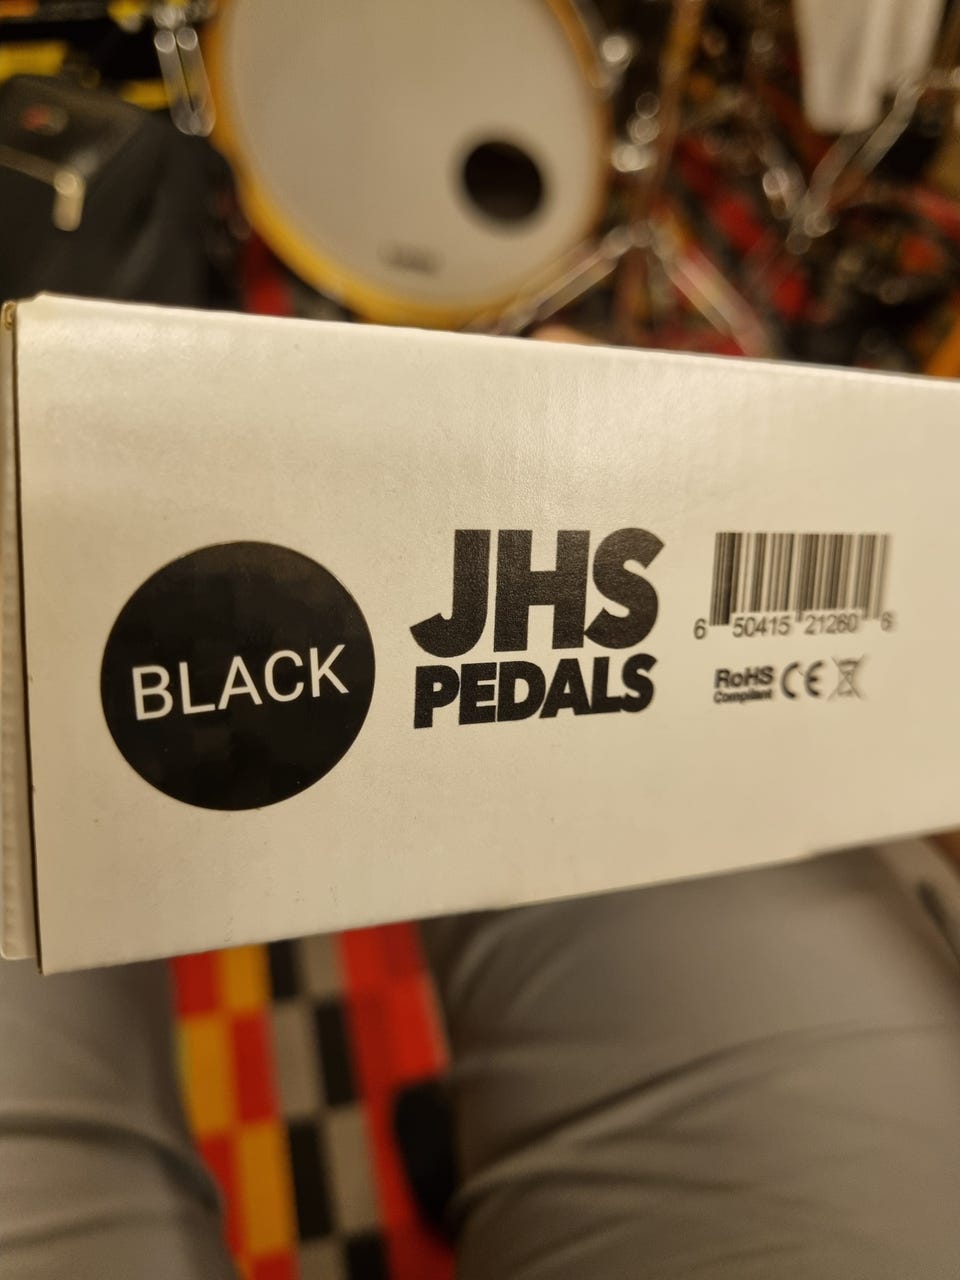 BLACK
JHS
PEDALS
6 50415 21260 6
RoHS
Compliant
CE